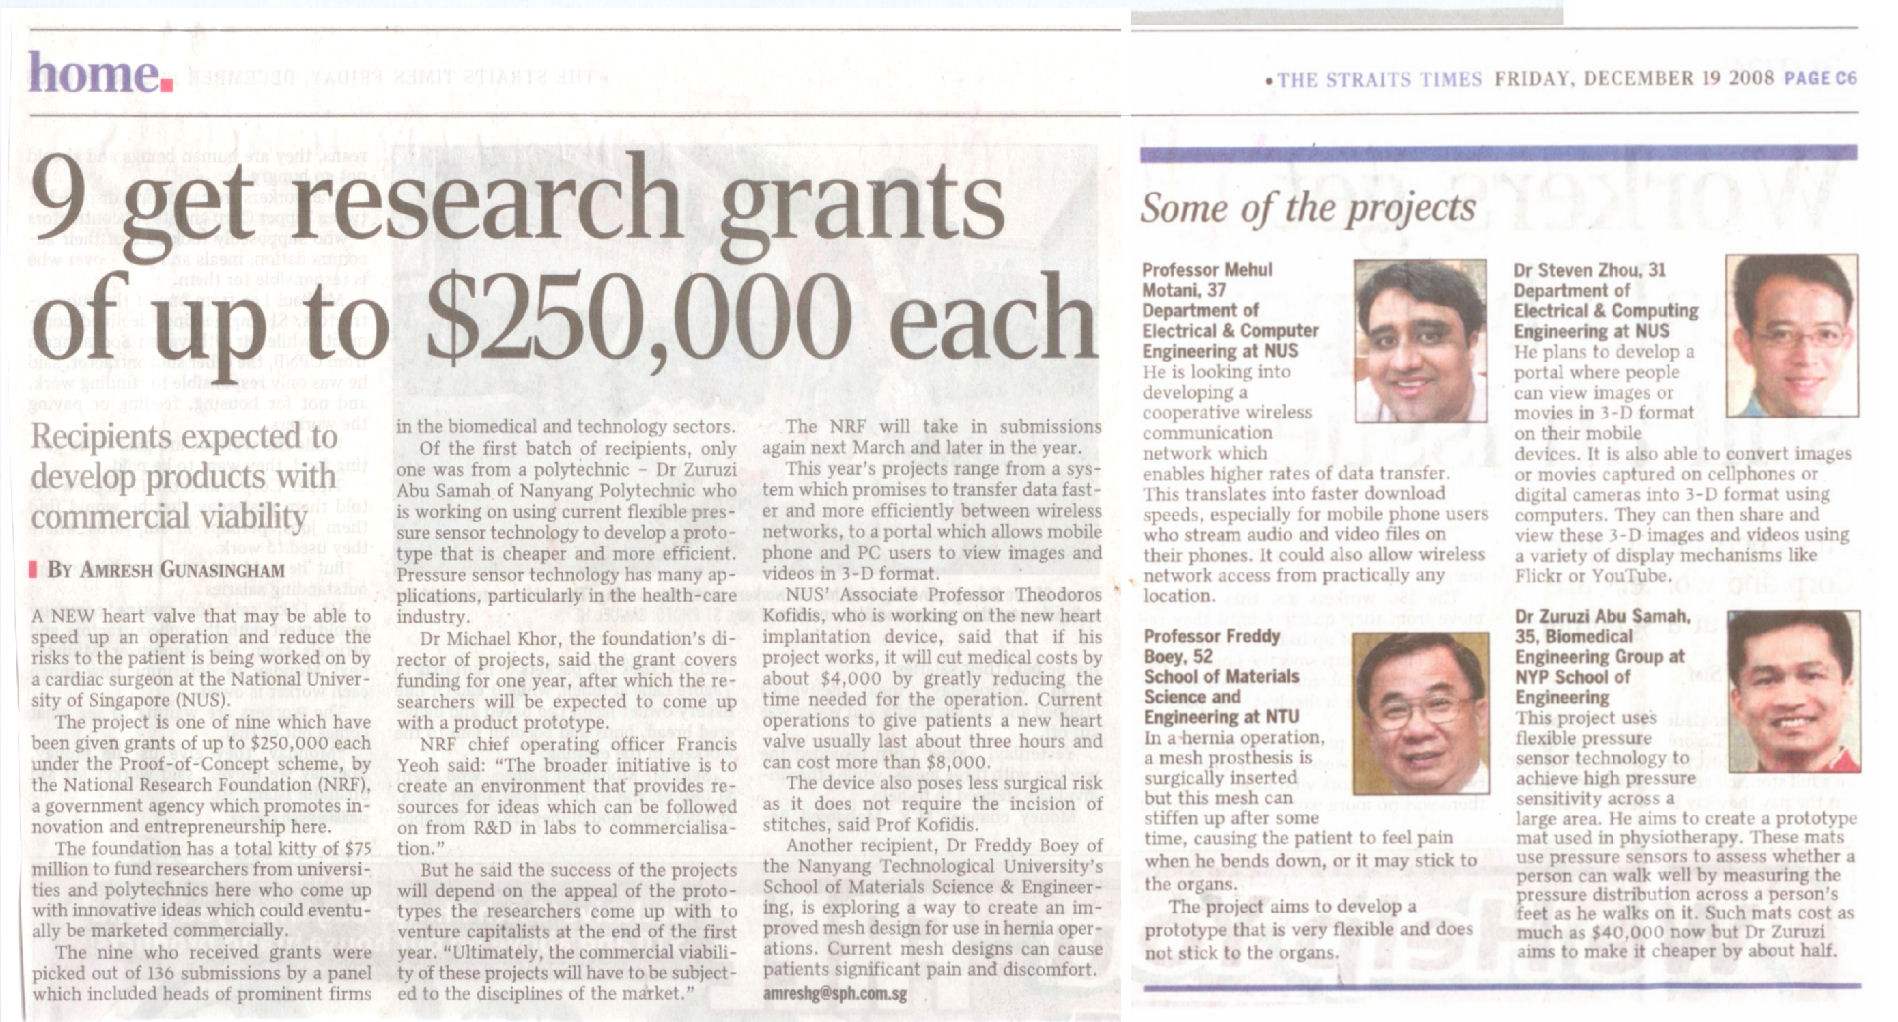 home.
• THE STRAITS TIMES FRIDAY, DECEMBER 19 2008 PAGE C6
9 get research grants
of up to $250,000 each
Recipients expected to
develop products with
commercial viability
BY AMRESH GUNASINGHAM
A NEW heart valve that may be able to
speed up an operation and reduce the
risks to the patient is being worked on by
a cardiac surgeon at the National Univer-
sity of Singapore (NUS).
The project is one of nine which have
been given grants of up to $250,000 each
under the Proof-of-Concept scheme, by
the National Research Foundation (NRF),
a government agency which promotes in-
novation and entrepreneurship here.
The foundation has a total kitty of $75
million to fund researchers from universi-
ties and polytechnics here who come up
with innovative ideas which could eventu-
ally be marketed commercially.
The nine who received grants were
picked out of 136 submissions by a panel
which included heads of prominent firms
in the biomedical and technology sectors.
Of the first batch of recipients, only
one was from a polytechnic – Dr Zuruzi
Abu Samah of Nanyang Polytechnic who
is working on using current flexible pres-
sure sensor technology to develop a proto-
type that is cheaper and more efficient.
Pressure sensor technology has many ap-
plications, particularly in the health-care
industry.
Dr Michael Khor, the foundation's di-
rector of projects, said the grant covers
funding for one year, after which the re-
searchers will be expected to come up
with a product prototype.
NRF chief operating officer Francis
Yeoh said: "The broader initiative is to
create an environment that provides re-
sources for ideas which can be followed
on from R&D in labs to commercialisa-
tion."
But he said the success of the projects
will depend on the appeal of the proto-
types the researchers come up with to
venture capitalists at the end of the first
year. "Ultimately, the commercial viabili-
ty of these projects will have to be subject-
ed to the disciplines of the market."
The NRF will take in submissions
again next March and later in the year.
This year's projects range from a sys-
tem which promises to transfer data fast-
er and more efficiently between wireless
networks, to a portal which allows mobile
phone and PC users to view images and
videos in 3-D format.
NUS' Associate Professor Theodoros
Kofidis, who is working on the new heart
implantation device, said that if his
project works, it will cut medical costs by
about $4,000 by greatly reducing the
time needed for the operation. Current
operations to give patients a new heart
valve usually last about three hours and
can cost more than $8,000.
The device also poses less surgical risk
as it does not require the incision of
stitches, said Prof Kofidis.
Another recipient, Dr Freddy Boey of
the Nanyang Technological University's
School of Materials Science & Engineer-
ing, is exploring a way to create an im-
proved mesh design for use in hernia oper-
ations. Current mesh designs can cause
patients significant pain and discomfort.
amreshg@sph.com.sg
Some of the projects
Professor Mehul
Motani, 37
Department of
Electrical & Computer
Engineering at NUS
He is looking into
developing a
cooperative wireless
communication
network which
enables higher rates of data transfer.
This translates into faster download
speeds, especially for mobile phone users
who stream audio and video files on
their phones. It could also allow wireless
network access from practically any
location.
Professor Freddy
Boey, 52
School of Materials
Science and
Engineering at NTU
In a hernia operation,
a mesh prosthesis is
surgically inserted
but this mesh can
stiffen up after some
time, causing the patient to feel pain
when he bends down, or it may stick to
the organs.
The project aims to develop a
prototype that is very flexible and does
not stick to the organs.
Dr Steven Zhou, 31
Department of
Electrical & Computing
Engineering at NUS
He plans to develop a
portal where people
can view images or
movies in 3-D format
on their mobile
devices. It is also able to convert images
or movies captured on cellphones or
digital cameras into 3-D format using
computers. They can then share and
view these 3-D images and videos using
a variety of display mechanisms like
Flickr or YouTube.
Dr Zuruzi Abu Samah,
35, Biomedical
Engineering Group at
NYP School of
Engineering
This project uses
flexible pressure
sensor technology to
achieve high pressure
sensitivity across a
large area. He aims to create a prototype
mat used in physiotherapy. These mats
use pressure sensors to assess whether a
person can walk well by measuring the
pressure distribution across a person's
feet as he walks on it. Such mats cost as
much as $40,000 now but Dr Zuruzi
aims to make it cheaper by about half.